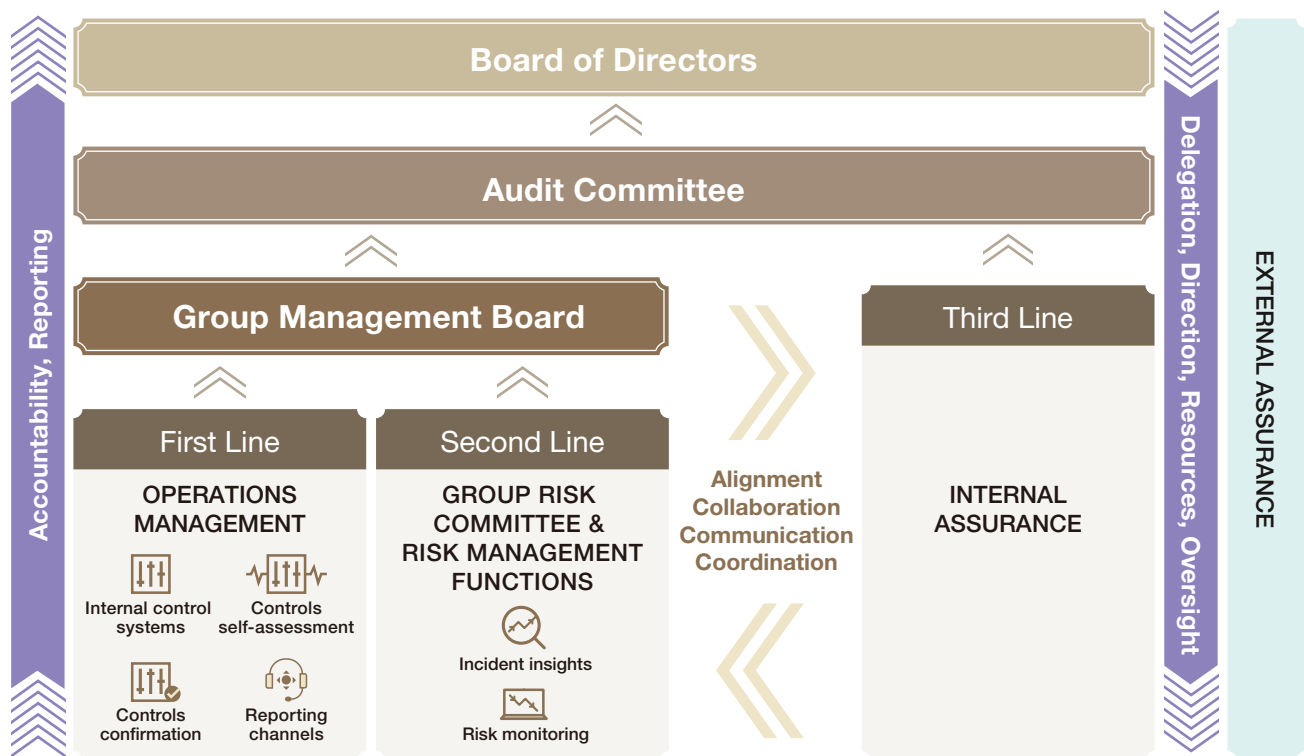 Board of Directors
Audit Committee
Group Management Board
Accountability, Reporting
First Line
OPERATIONS
MANAGEMENT
Internal control
systems
Controls
self-assessment
Controls
confirmation
Reporting
channels
Second Line
GROUP RISK
COMMITTEE &
RISK MANAGEMENT
FUNCTIONS
Incident insights
Risk monitoring
Alignment
Collaboration
Communication
Coordination
Third Line
INTERNAL
ASSURANCE
Delegation, Direction, Resources, Oversight
EXTERNAL ASSURANCE